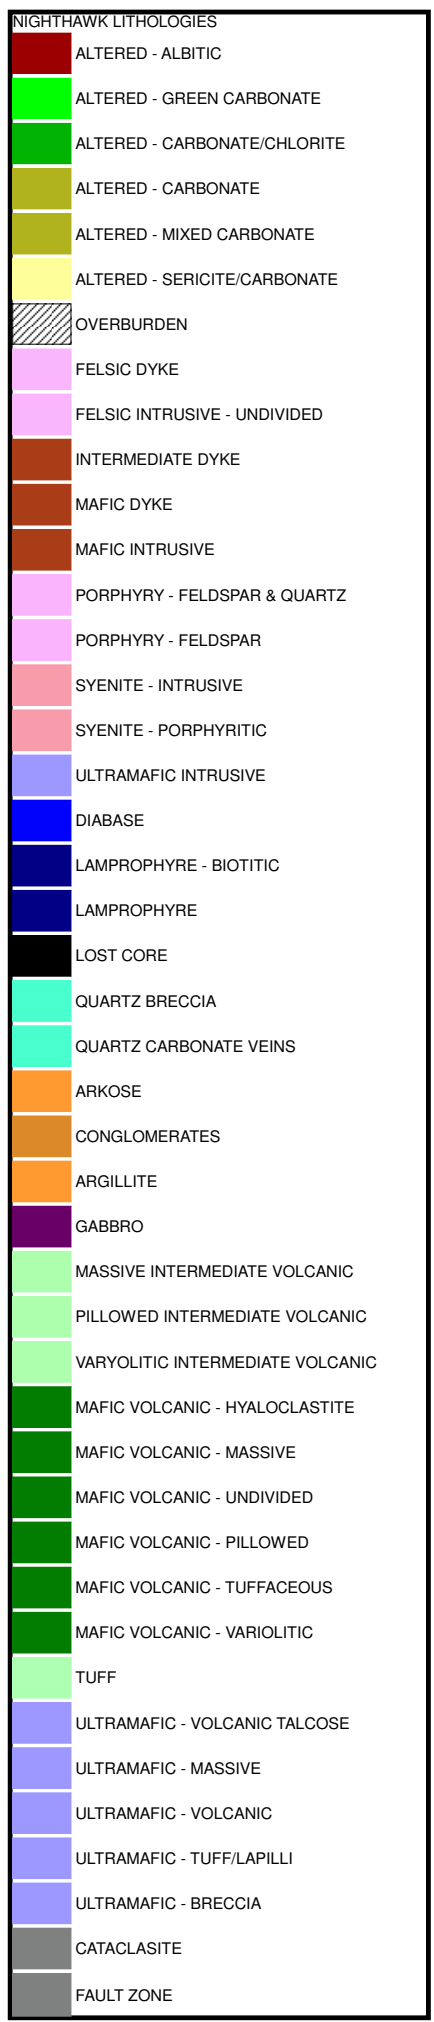 NIGHTHAWK LITHOLOGIES
ALTERED - ALBITIC
ALTERED - GREEN CARBONATE
ALTERED - CARBONATE/CHLORITE
ALTERED - CARBONATE
ALTERED - MIXED CARBONATE
ALTERED - SERICITE/CARBONATE
OVERBURDEN
FELSIC DYKE
FELSIC INTRUSIVE - UNDIVIDED
INTERMEDIATE DYKE
MAFIC DYKE
MAFIC INTRUSIVE
PORPHYRY - FELDSPAR & QUARTZ
PORPHYRY - FELDSPAR
SYENITE - INTRUSIVE
SYENITE - PORPHYRITIC
ULTRAMAFIC INTRUSIVE
DIABASE
LAMPROPHYRE - BIOTITIC
LAMPROPHYRE
LOST CORE
QUARTZ BRECCIA
QUARTZ CARBONATE VEINS
ARKOSE
CONGLOMERATES
ARGILLITE
GABBRO
MASSIVE INTERMEDIATE VOLCANIC
PILLOWED INTERMEDIATE VOLCANIC
VARYOLITIC INTERMEDIATE VOLCANIC
MAFIC VOLCANIC - HYALOCLASTITE
MAFIC VOLCANIC - MASSIVE
MAFIC VOLCANIC - UNDIVIDED
MAFIC VOLCANIC - PILLOWED
MAFIC VOLCANIC - TUFFACEOUS
MAFIC VOLCANIC - VARIOLITIC
TUFF
ULTRAMAFIC - VOLCANIC TALCOSE
ULTRAMAFIC - MASSIVE
ULTRAMAFIC - VOLCANIC
ULTRAMAFIC - TUFF/LAPILLI
ULTRAMAFIC - BRECCIA
CATACLASITE
FAULT ZONE